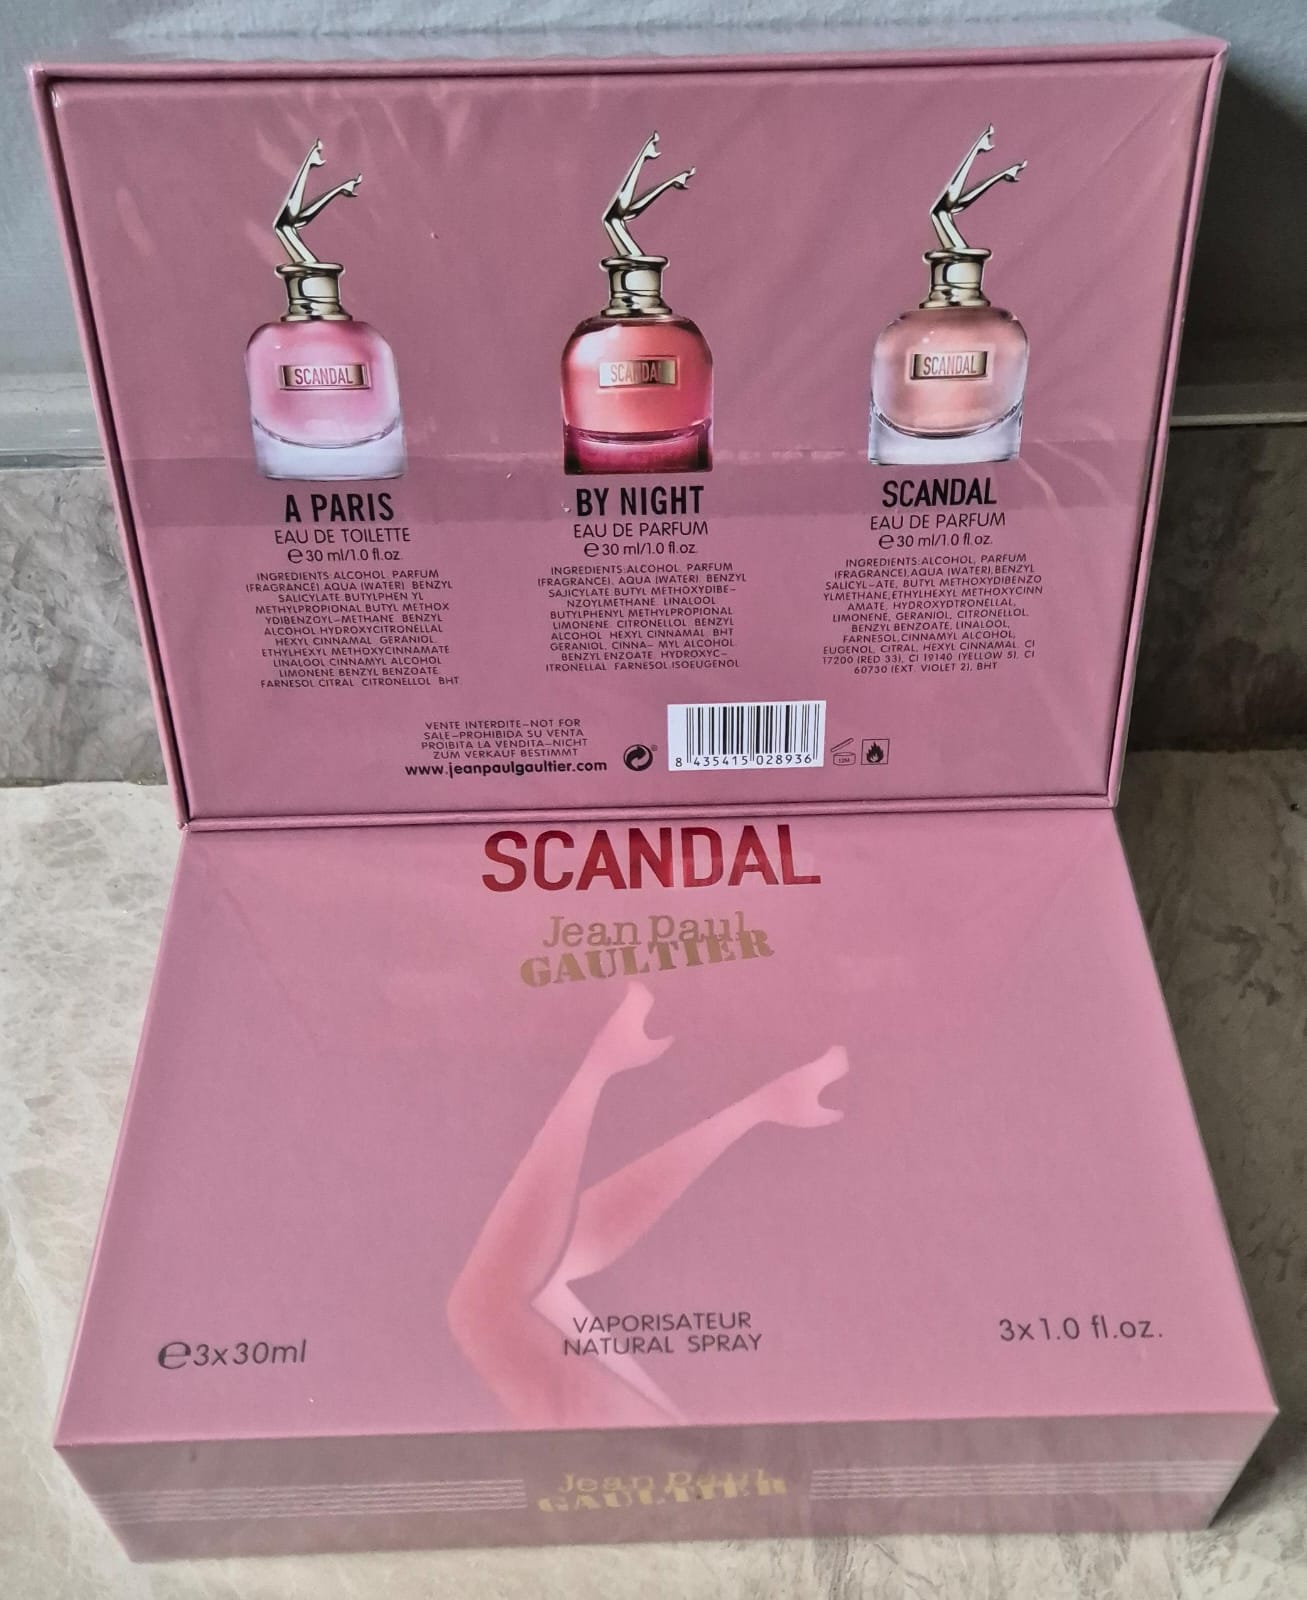 SCANDAL
SCANDAL
SCANDAL
A PARIS
EAU DE TOILETTE
℮ 30 ml/1.0 fl.oz.
INGREDIENTS:ALCOHOL. PARFUM
(FRAGRANCE). AQUA (WATER). BENZYL
SALICYLATE.BUTYLPHEN YL
METHYLPROPIONAL.BUTYL METHOX
YDIBENZOYL-METHANE. BENZYL
ALCOHOL.HYDROXYCITRONELLAL
HEXYL CINNAMAL. GERANIOL.
ETHYLHEXYL METHOXYCINNAMATE
LINALOOL CINNAMYL ALCOHOL
LIMONENE BENZYL BENZOATE.
FARNESOL.CITRAL. CITRONELLOL BHT
BY NIGHT
EAU DE PARFUM
℮ 30 ml/1.0 fl.oz.
INGREDIENTS:ALCOHOL. PARFUM
(FRAGRANCE). AQUA (WATER). BENZYL
SAJICYLATE.BUTYL METHOXYDIBE-
NZOYLMETHANE. LINALOOL
BUTYLPHENYL METHYLPROPIONAL
LIMONENE. CITRONELLOL. BENZYL
ALCOHOL. HEXYL CINNAMAL. BHT
GERANIOL, CINNA- MYL ALCOHOL.
BENZYL ENZOATE. HYDROXYC-
ITRONELLAL. FARNESOL.ISOEUGENOL
SCANDAL
EAU DE PARFUM
℮ 30 ml/1.0 fl.oz.
INGREDIENTS:ALCOHOL, PARFUM
(FRAGRANCE),AQUA (WATER),BENZYL
SALICYL-ATE, BUTYL METHOXYDIBENZO
YLMETHANE,ETHYLHEXYL METHOXYCINN
AMATE, HYDROXYDTRONELLAL,
LIMONENE, GERANIOL, CITRONELLOL,
BENZYL BENZOATE, LINALOOL,
FARNESOL,CINNAMYL ALCOHOL,
EUGENOL, CITRAL, HEXYL CINNAMAL. CI
17200 (RED 33), CI 19140 (YELLOW 5), CI
60730 (EXT. VIOLET 2), BHT
VENTE INTERDITE-NOT FOR
SALE-PROHIBIDA SU VENTA
PROIBITA LA VENDITA-NICHT
ZUM VERKAUF BESTIMMT
www.jeanpaulgaultier.com
8 435415 028936
12M
SCANDAL
Jean Paul
GAULTIER
℮3x30ml
VAPORISATEUR
NATURAL SPRAY
3x1.0 fl.oz.
Jean Paul
GAULTIER